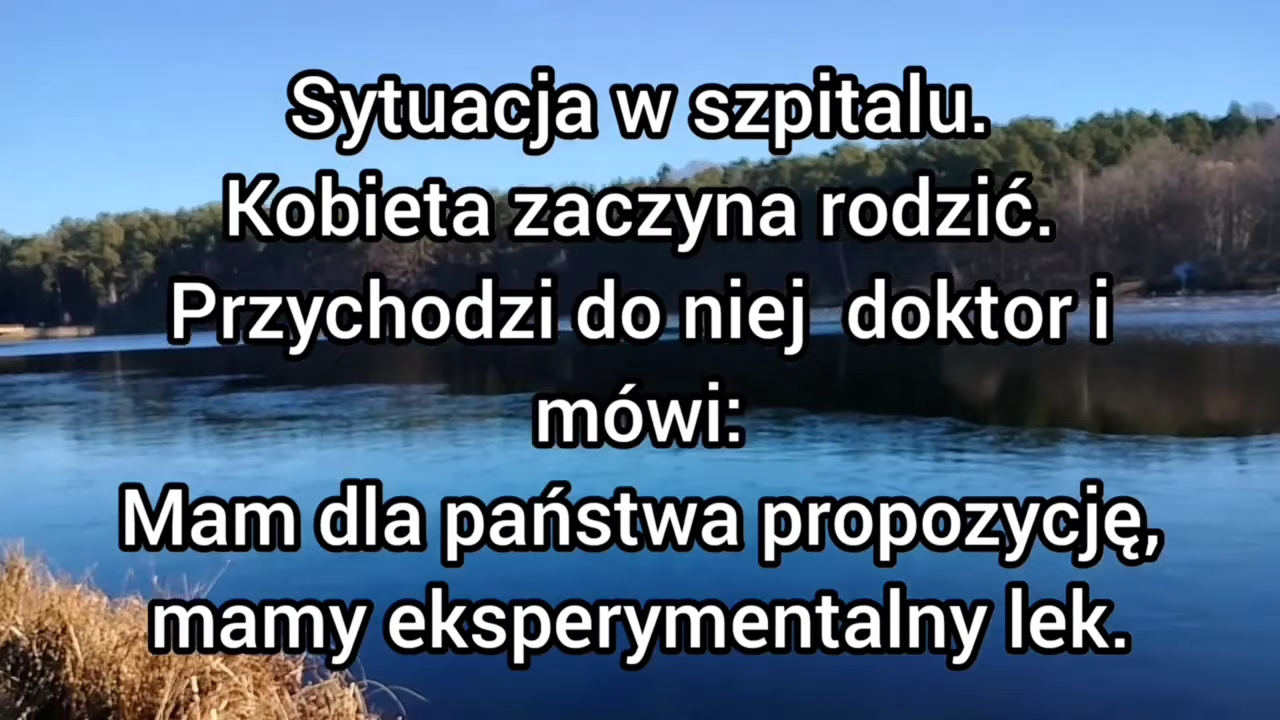 Sytuacja w szpitalu.
Kobieta zaczyna rodzić.
Przychodzi do niej  doktor i
mówi:
Mam dla państwa propozycję,
mamy eksperymentalny lek.